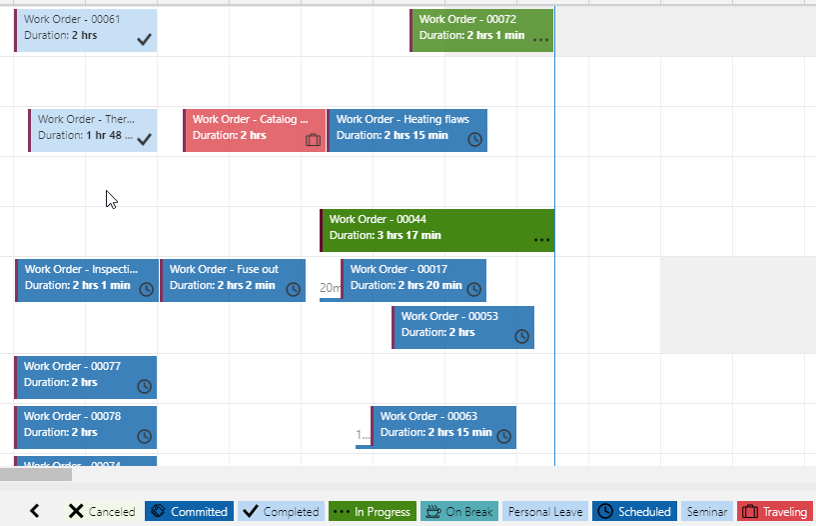 Work Order - 00061
Duration: 2 hrs
Work Order - 00072
Duration: 2 hrs 1 min
Work Order - Ther...
Duration: 1 hr 48 ...
Work Order - Catalog ...
Duration: 2 hrs
Work Order - Heating flaws
Duration: 2 hrs 15 min
Work Order - 00044
Duration: 3 hrs 17 min
Work Order - Inspecti...
Duration: 2 hrs 1 min
Work Order - Fuse out
Duration: 2 hrs 2 min
20m
Work Order - 00017
Duration: 2 hrs 20 min
Work Order - 00053
Duration: 2 hrs
Work Order - 00077
Duration: 2 hrs
Work Order - 00078
Duration: 2 hrs
1...
Work Order - 00063
Duration: 2 hrs 15 min
Work Order - 00074
Canceled
Committed
Completed
In Progress
On Break
Personal Leave
Scheduled
Seminar
Traveling